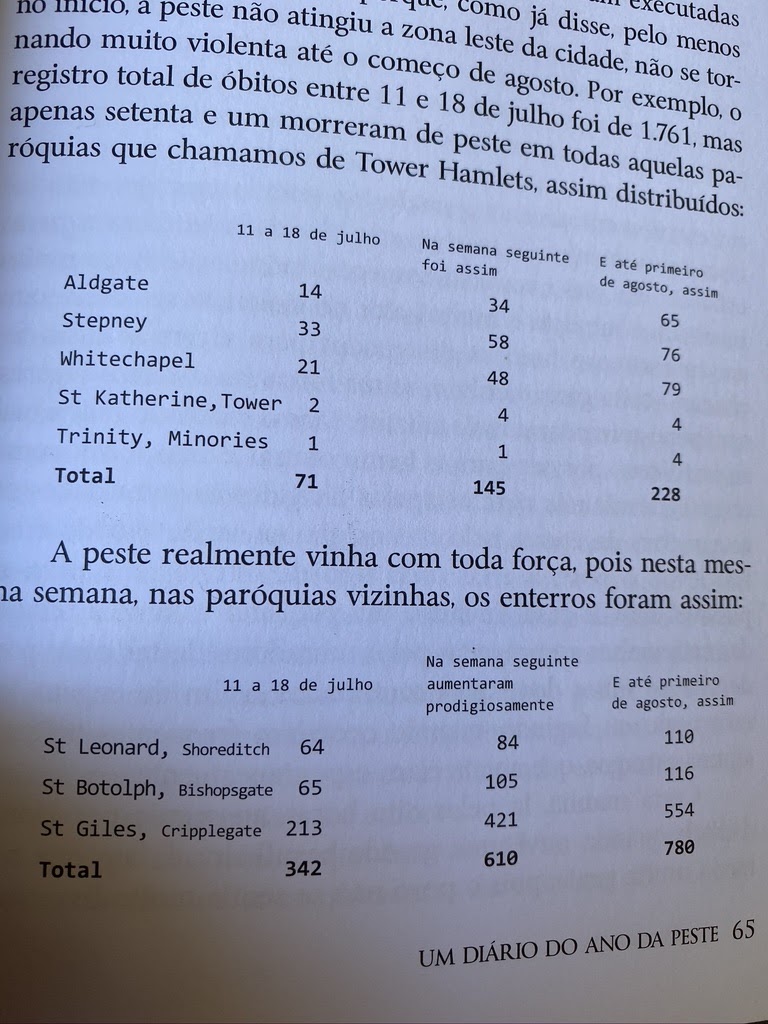 executadas
no início, a peste não atingiu a zona leste da cidade, não se tor-
como já disse, pelo menos
nando muito violenta até o começo de agosto. Por exemplo, o
registro total de óbitos entre 11 e 18 de julho foi de 1.761, mas
apenas setenta e um morreram de peste em todas aquelas pa-
róquias que chamamos de Tower Hamlets, assim distribuídos:
11 a 18 de julho Na semana seguinte foi assim E até primeiro de agosto, assim
Aldgate 14 34 65
Stepney 33 58 76
Whitechapel 21 48 79
St Katherine,Tower 2 4 4
Trinity, Minories 1 1 4
Total 71 145 228
A peste realmente vinha com toda força, pois nesta mes-
na semana, nas paróquias vizinhas, os enterros foram assim:
11 a 18 de julho Na semana seguinte aumentaram prodigiosamente E até primeiro de agosto, assim
St Leonard, Shoreditch 64 84 110
St Botolph, Bishopsgate 65 105 116
St Giles, Cripplegate 213 421 554
Total 342 610 780
UM DIÁRIO DO ANO DA PESTE 65